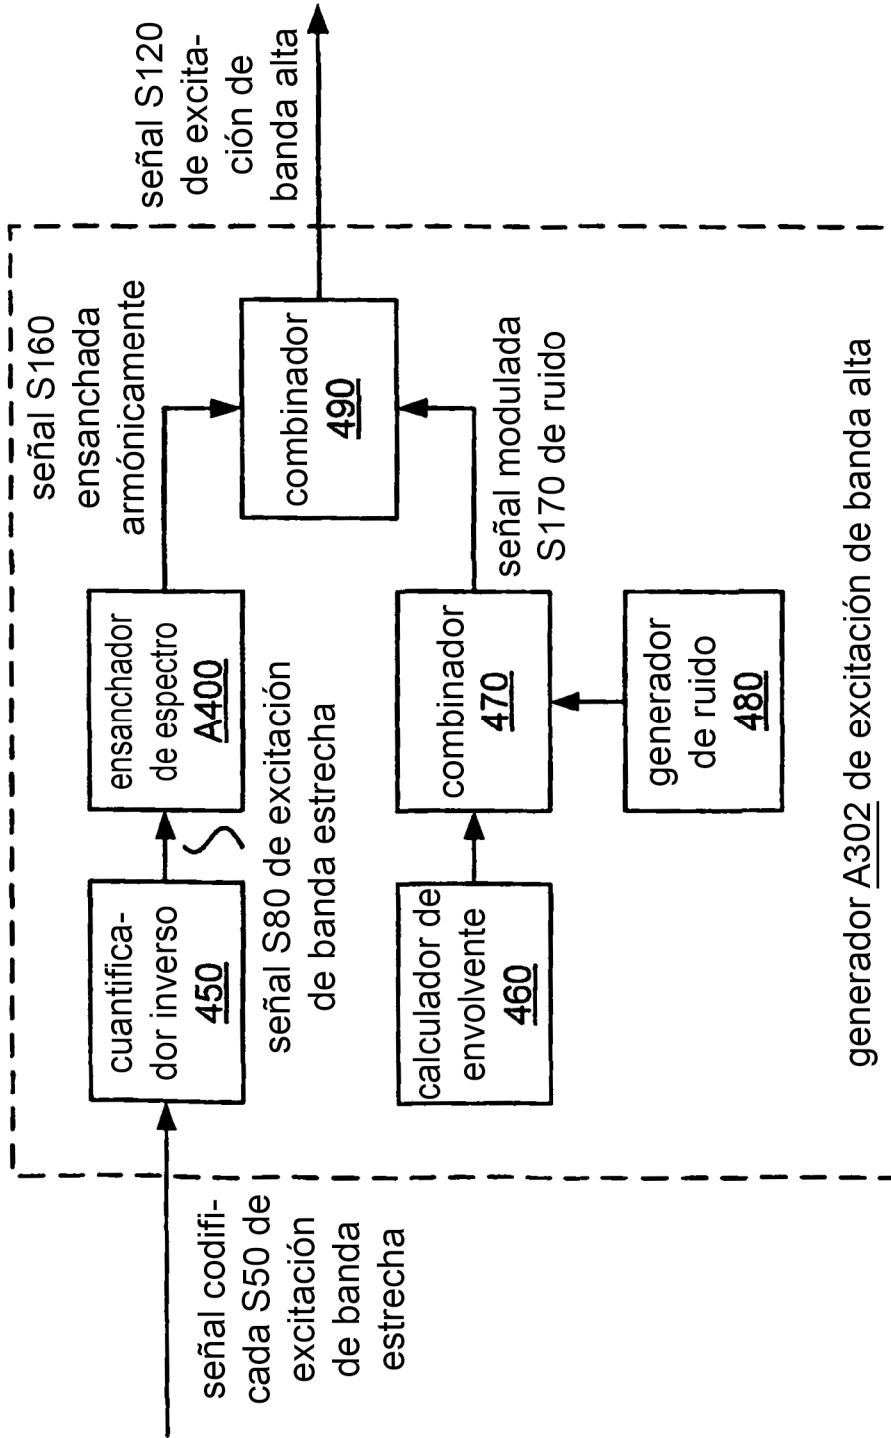 señal codifi-
cada S50 de
excitación
de banda
estrecha
cuantifica-
dor inverso
450
señal S80 de excitación
de banda estrecha
ensanchador
de espectro
A400
señal S160
ensanchada
armónicamente
combinador
490
señal S120
de excita-
ción de
banda alta
calculador de
envolvente
460
combinador
470
señal modulada
S170 de ruido
generador
de ruido
480
generador A302 de excitación de banda alta